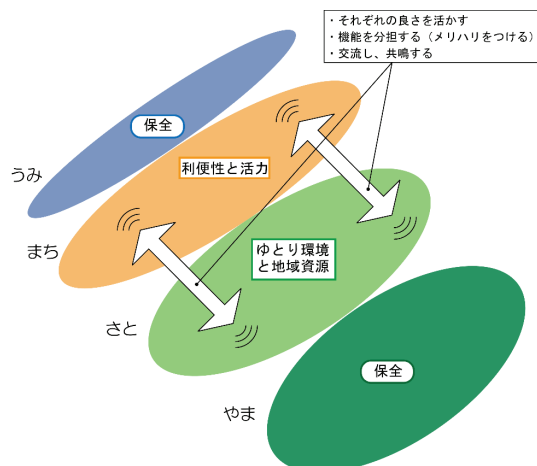 ・それぞれの良さを活かす
・機能を分担する（メリハリをつける）
・交流し、共鳴する
保全
うみ
利便性と活力
まち
ゆとり環境
と地域資源
さと
保全
やま